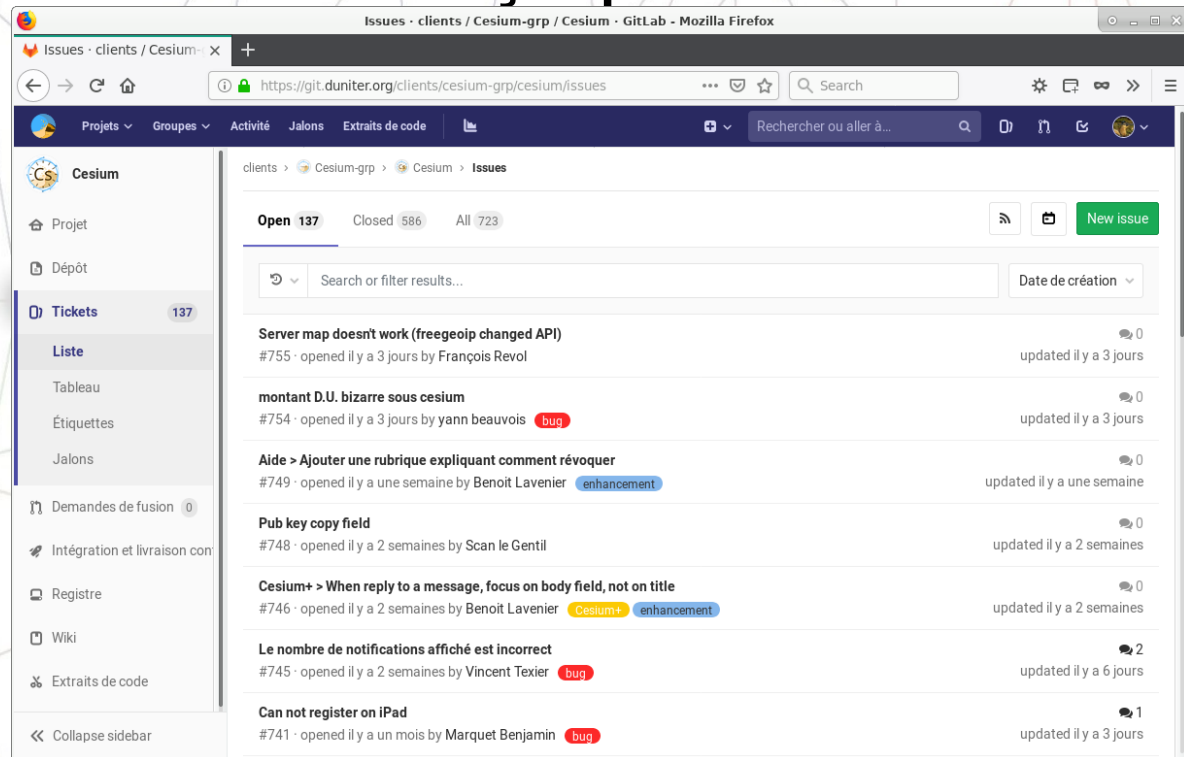 Issues · clients / Cesium-grp / Cesium · GitLab - Mozilla Firefox
Issues · clients / Cesium-
https://git.duniter.org/clients/cesium-grp/cesium/issues
Search
Projets
Groupes
Activité
Jalons
Extraits de code
Rechercher ou aller à...
Cs
Cesium
Projet
Dépôt
Tickets 137
Liste
Tableau
Étiquettes
Jalons
Demandes de fusion 0
Intégration et livraison con
Registre
Wiki
Extraits de code
Collapse sidebar
clients > Cesium-grp > Cesium > Issues
Open 137
Closed 586
All 723
New issue
Search or filter results...
Date de création
Server map doesn't work (freegeoip changed API)
0
#755 · opened il y a 3 jours by François Revol
updated il y a 3 jours
montant D.U. bizarre sous cesium
0
#754 · opened il y a 3 jours by yann beauvois bug
updated il y a 3 jours
Aide > Ajouter une rubrique expliquant comment révoquer
0
#749 · opened il y a une semaine by Benoit Lavenier enhancement
updated il y a une semaine
Pub key copy field
0
#748 · opened il y a 2 semaines by Scan le Gentil
updated il y a 2 semaines
Cesium+ > When reply to a message, focus on body field, not on title
0
#746 · opened il y a 2 semaines by Benoit Lavenier Cesium+ enhancement
updated il y a 2 semaines
Le nombre de notifications affiché est incorrect
2
#745 · opened il y a 2 semaines by Vincent Texier bug
updated il y a 6 jours
Can not register on iPad
1
#741 · opened il y a un mois by Marquet Benjamin bug
updated il y a 3 jours